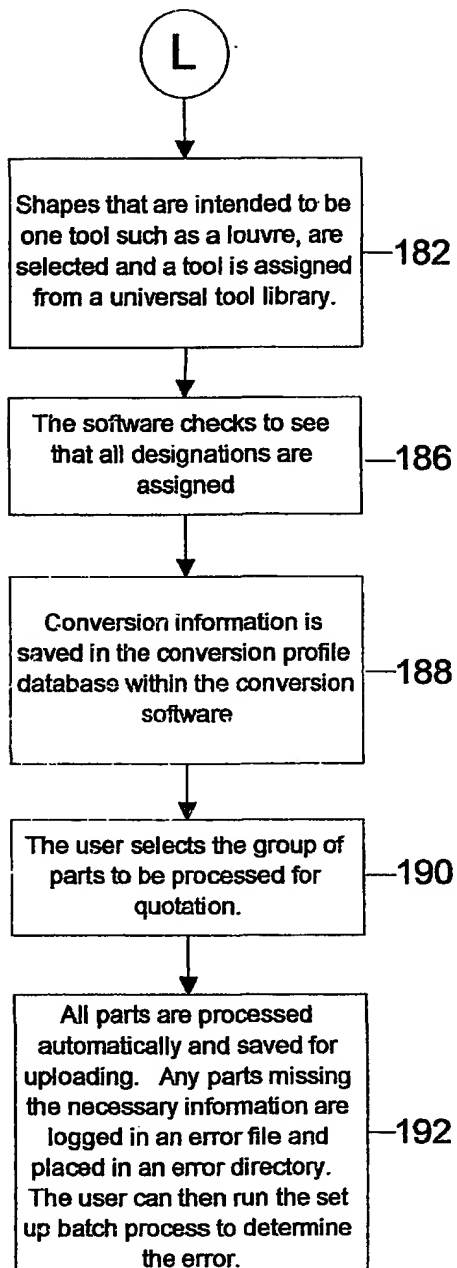 L
Shapes that are intended to be
one tool such as a louvre, are
selected and a tool is assigned
from a universal tool library.
182
The software checks to see
that all designations are
assigned
186
Conversion information is
saved in the conversion profile
database within the conversion
software
188
The user selects the group of
parts to be processed for
quotation.
190
All parts are processed
automatically and saved for
uploading. Any parts missing
the necessary information are
logged in an error file and
placed in an error directory.
The user can then run the set
up batch process to determine
the error.
192